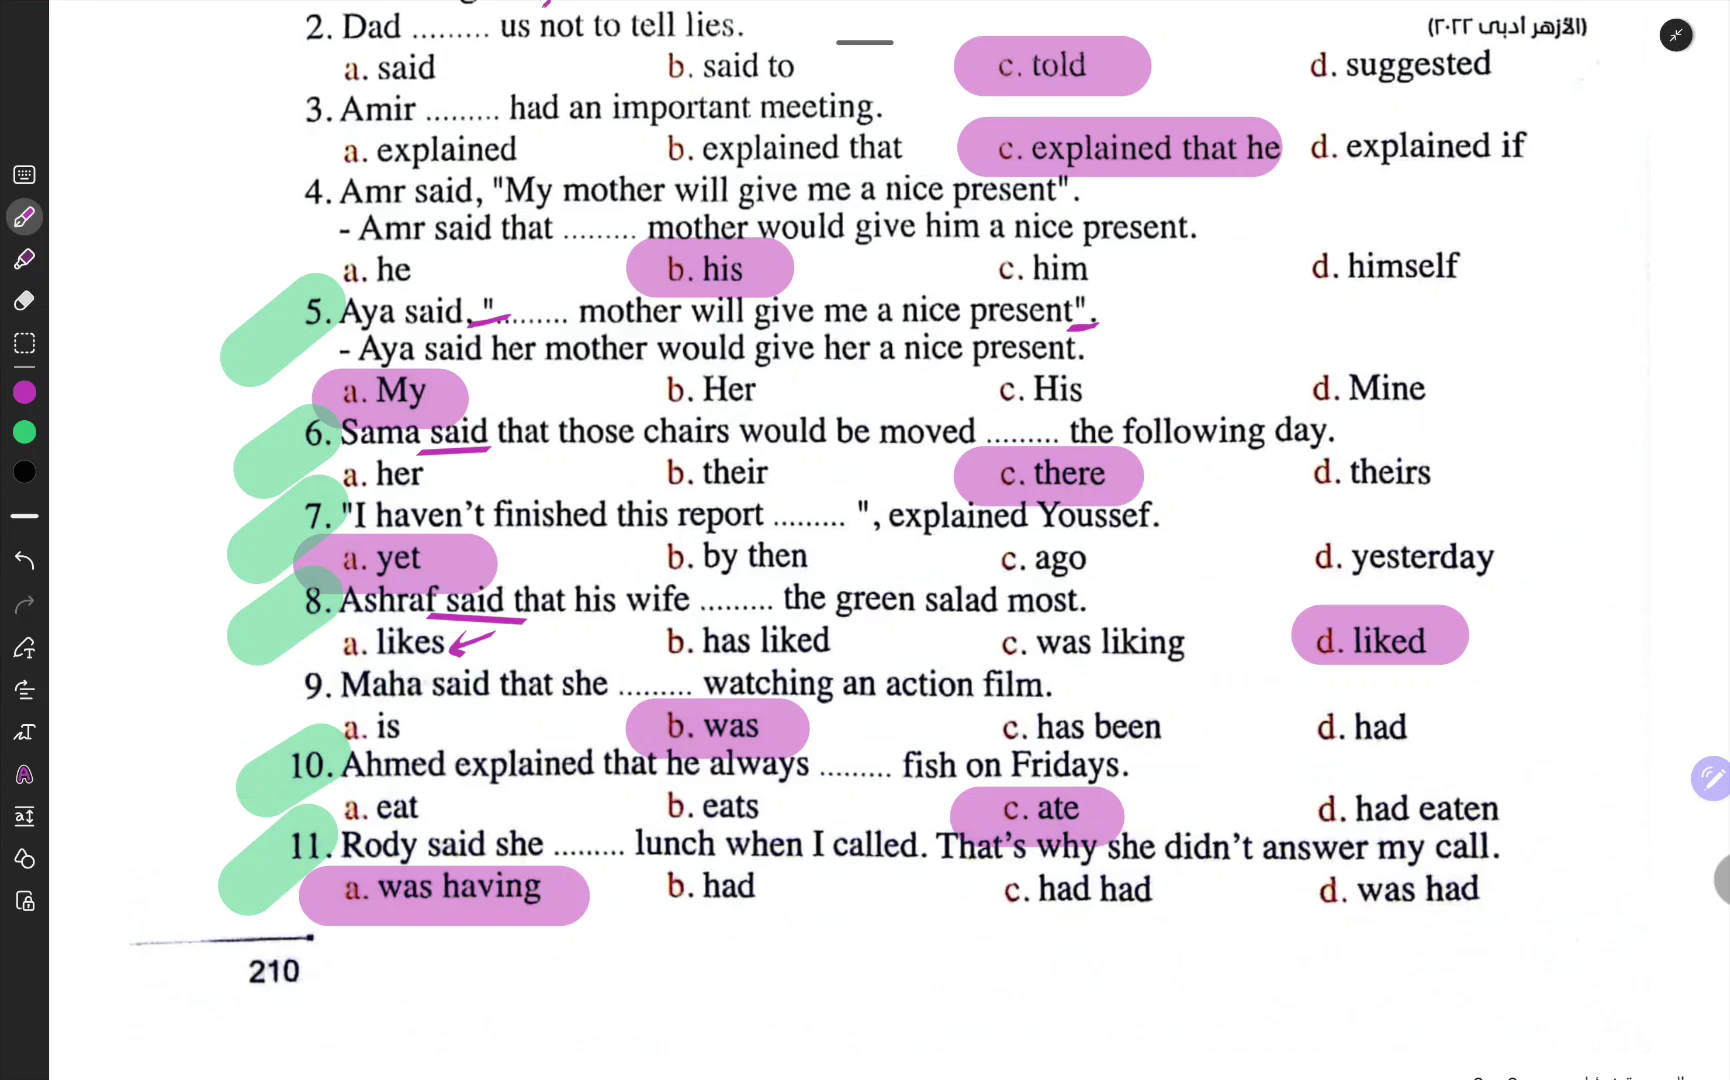 2. Dad ......... us not to tell lies. (الأزهر أدبى ٢٠٢٢)
a. said b. said to c. told d. suggested
3. Amir ......... had an important meeting.
a. explained b. explained that c. explained that he d. explained if
4. Amr said, "My mother will give me a nice present".
- Amr said that ......... mother would give him a nice present.
a. he b. his c. him d. himself
5. Aya said, "......... mother will give me a nice present".
- Aya said her mother would give her a nice present.
a. My b. Her c. His d. Mine
6. Sama said that those chairs would be moved ......... the following day.
a. her b. their c. there d. theirs
7. "I haven't finished this report ......... ", explained Youssef.
a. yet b. by then c. ago d. yesterday
8. Ashraf said that his wife ......... the green salad most.
a. likes b. has liked c. was liking d. liked
9. Maha said that she ......... watching an action film.
a. is b. was c. has been d. had
10. Ahmed explained that he always ......... fish on Fridays.
a. eat b. eats c. ate d. had eaten
11. Rody said she ......... lunch when I called. That's why she didn't answer my call.
a. was having b. had c. had had d. was had
210